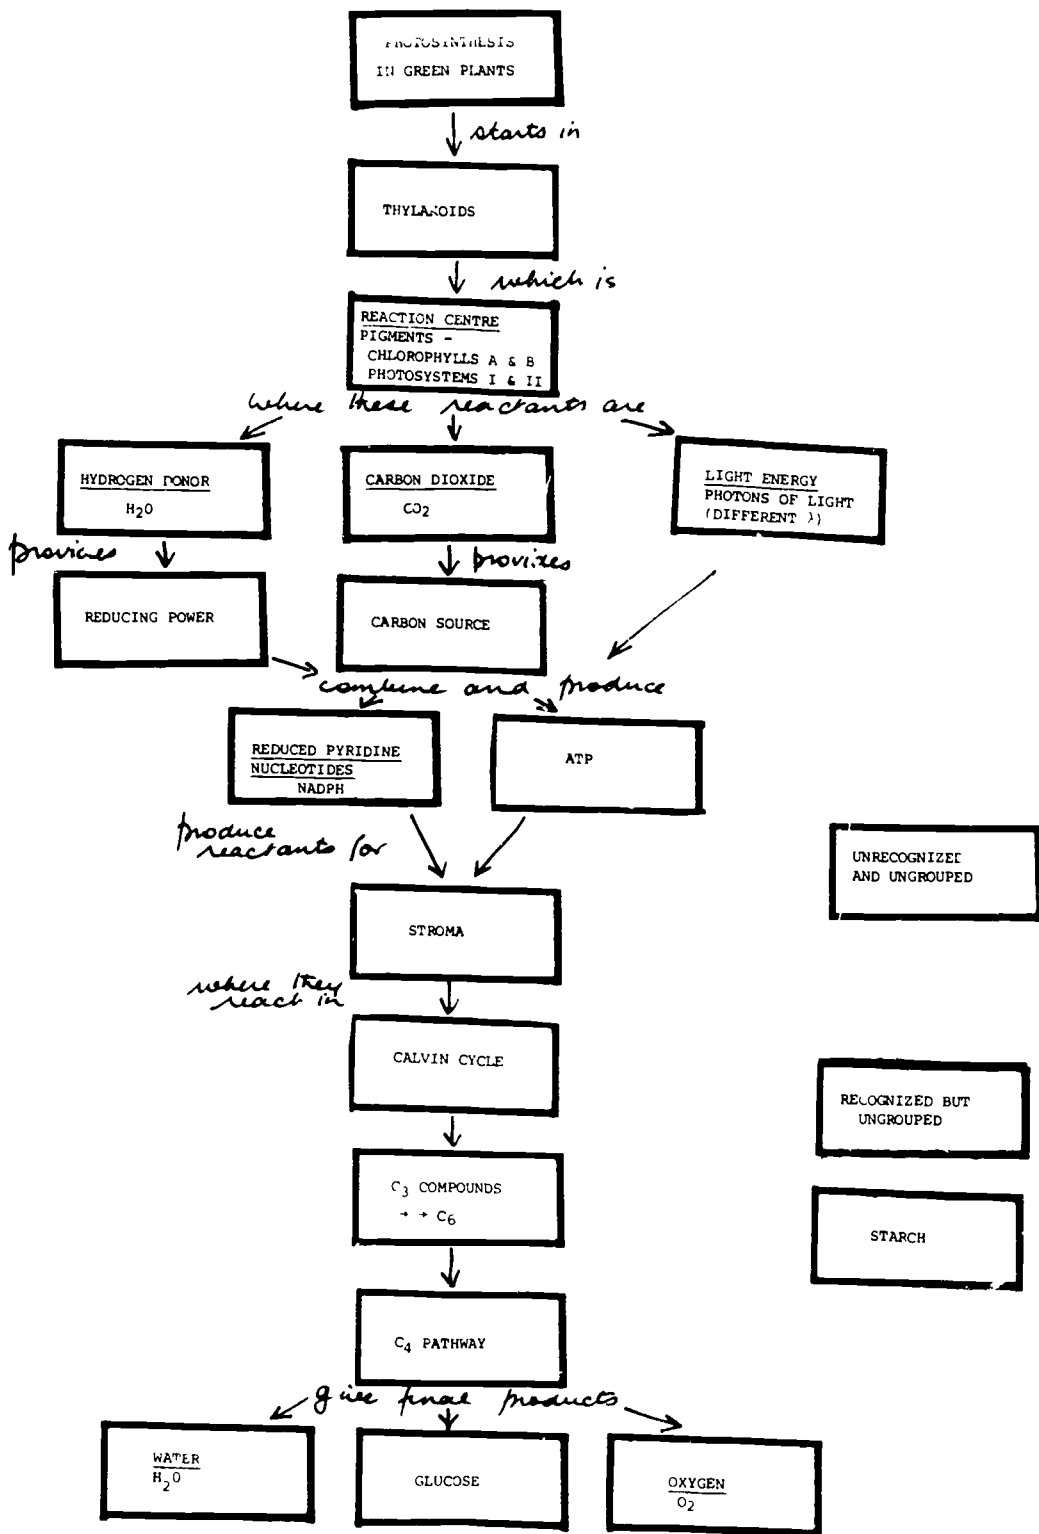 PHOTOSYNTHESIS
IN GREEN PLANTS
starts in
THYLAKOIDS
which is
REACTION CENTRE
PIGMENTS -
CHLOROPHYLLS A & B
PHOTOSYSTEMS I & II
where these reactants are
HYDROGEN DONOR
H2O
CARBON DIOXIDE
CO2
LIGHT ENERGY
PHOTONS OF LIGHT
(DIFFERENT λ)
provides
provides
REDUCING POWER
CARBON SOURCE
combine and produce
REDUCED PYRIDINE
NUCLEOTIDES
NADPH
ATP
produce
reactants for
UNRECOGNIZED
AND UNGROUPED
STROMA
where they
react in
CALVIN CYCLE
RECOGNIZED BUT
UNGROUPED
C3 COMPOUNDS
→ → C6
STARCH
C4 PATHWAY
give final products
WATER
H2O
GLUCOSE
OXYGEN
O2